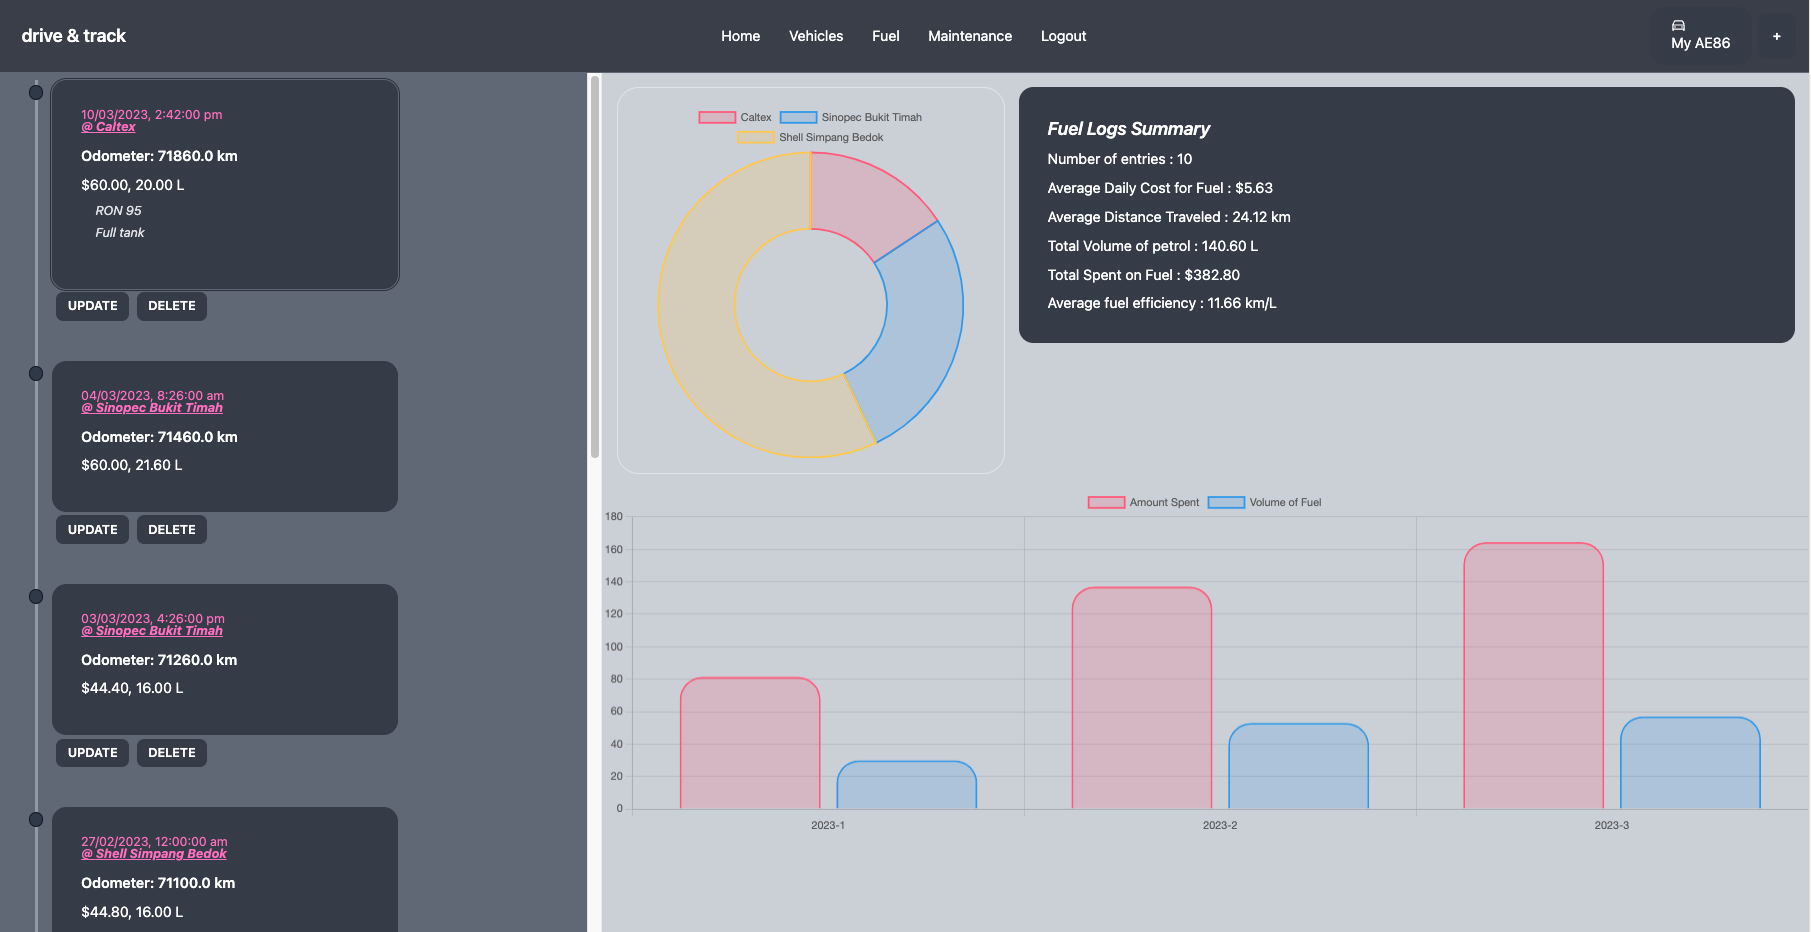 drive & track
Home Vehicles Fuel Maintenance Logout
My AE86
+
10/03/2023, 2:42:00 pm
@ Caltex
Odometer: 71860.0 km
$60.00, 20.00 L
RON 95
Full tank
UPDATE DELETE
04/03/2023, 8:26:00 am
@ Sinopec Bukit Timah
Odometer: 71460.0 km
$60.00, 21.60 L
UPDATE DELETE
03/03/2023, 4:26:00 pm
@ Sinopec Bukit Timah
Odometer: 71260.0 km
$44.40, 16.00 L
UPDATE DELETE
27/02/2023, 12:00:00 am
@ Shell Simpang Bedok
Odometer: 71100.0 km
$44.80, 16.00 L
Caltex Sinopec Bukit Timah
Shell Simpang Bedok
Fuel Logs Summary
Number of entries : 10
Average Daily Cost for Fuel : $5.63
Average Distance Traveled : 24.12 km
Total Volume of petrol : 140.60 L
Total Spent on Fuel : $382.80
Average fuel efficiency : 11.66 km/L
Amount Spent Volume of Fuel
180
160
140
120
100
80
60
40
20
0
2023-1 2023-2 2023-3